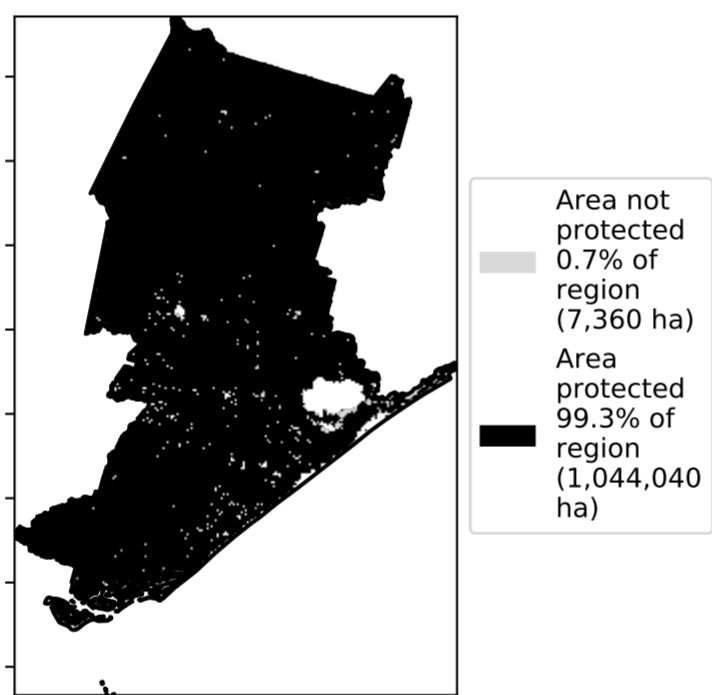 Area not
protected
0.7% of
region
(7,360 ha)
Area
protected
99.3% of
region
(1,044,040
ha)